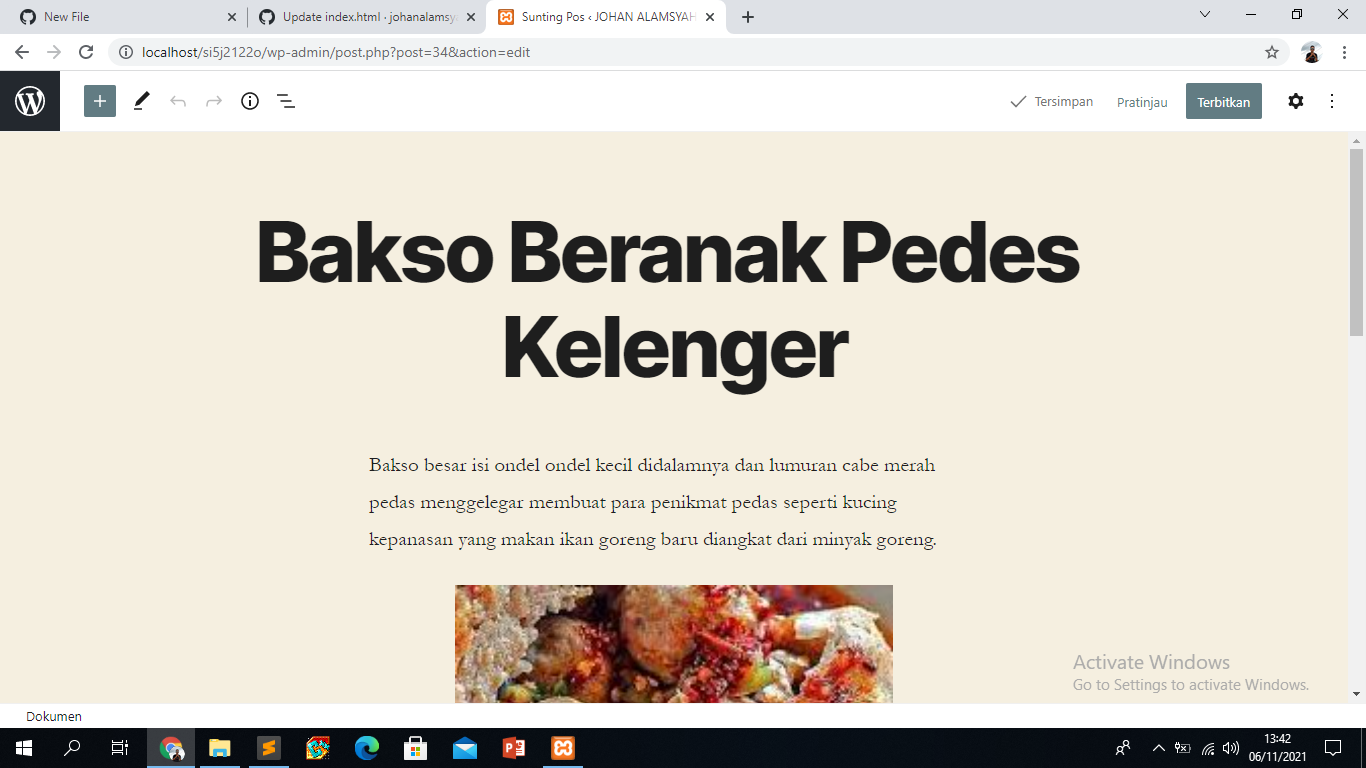 New File
Update index.html · johanalamsy
Sunting Pos ‹ JOHAN ALAMSYAH
localhost/si5j2122o/wp-admin/post.php?post=34&action=edit
Tersimpan
Pratinjau
Terbitkan
Bakso Beranak Pedes
Kelenger
Bakso besar isi ondel ondel kecil didalamnya dan lumuran cabe merah
pedas menggelegar membuat para penikmat pedas seperti kucing
kepanasan yang makan ikan goreng baru diangkat dari minyak goreng.
Activate Windows
Go to Settings to activate Windows.
Dokumen
13:42
06/11/2021